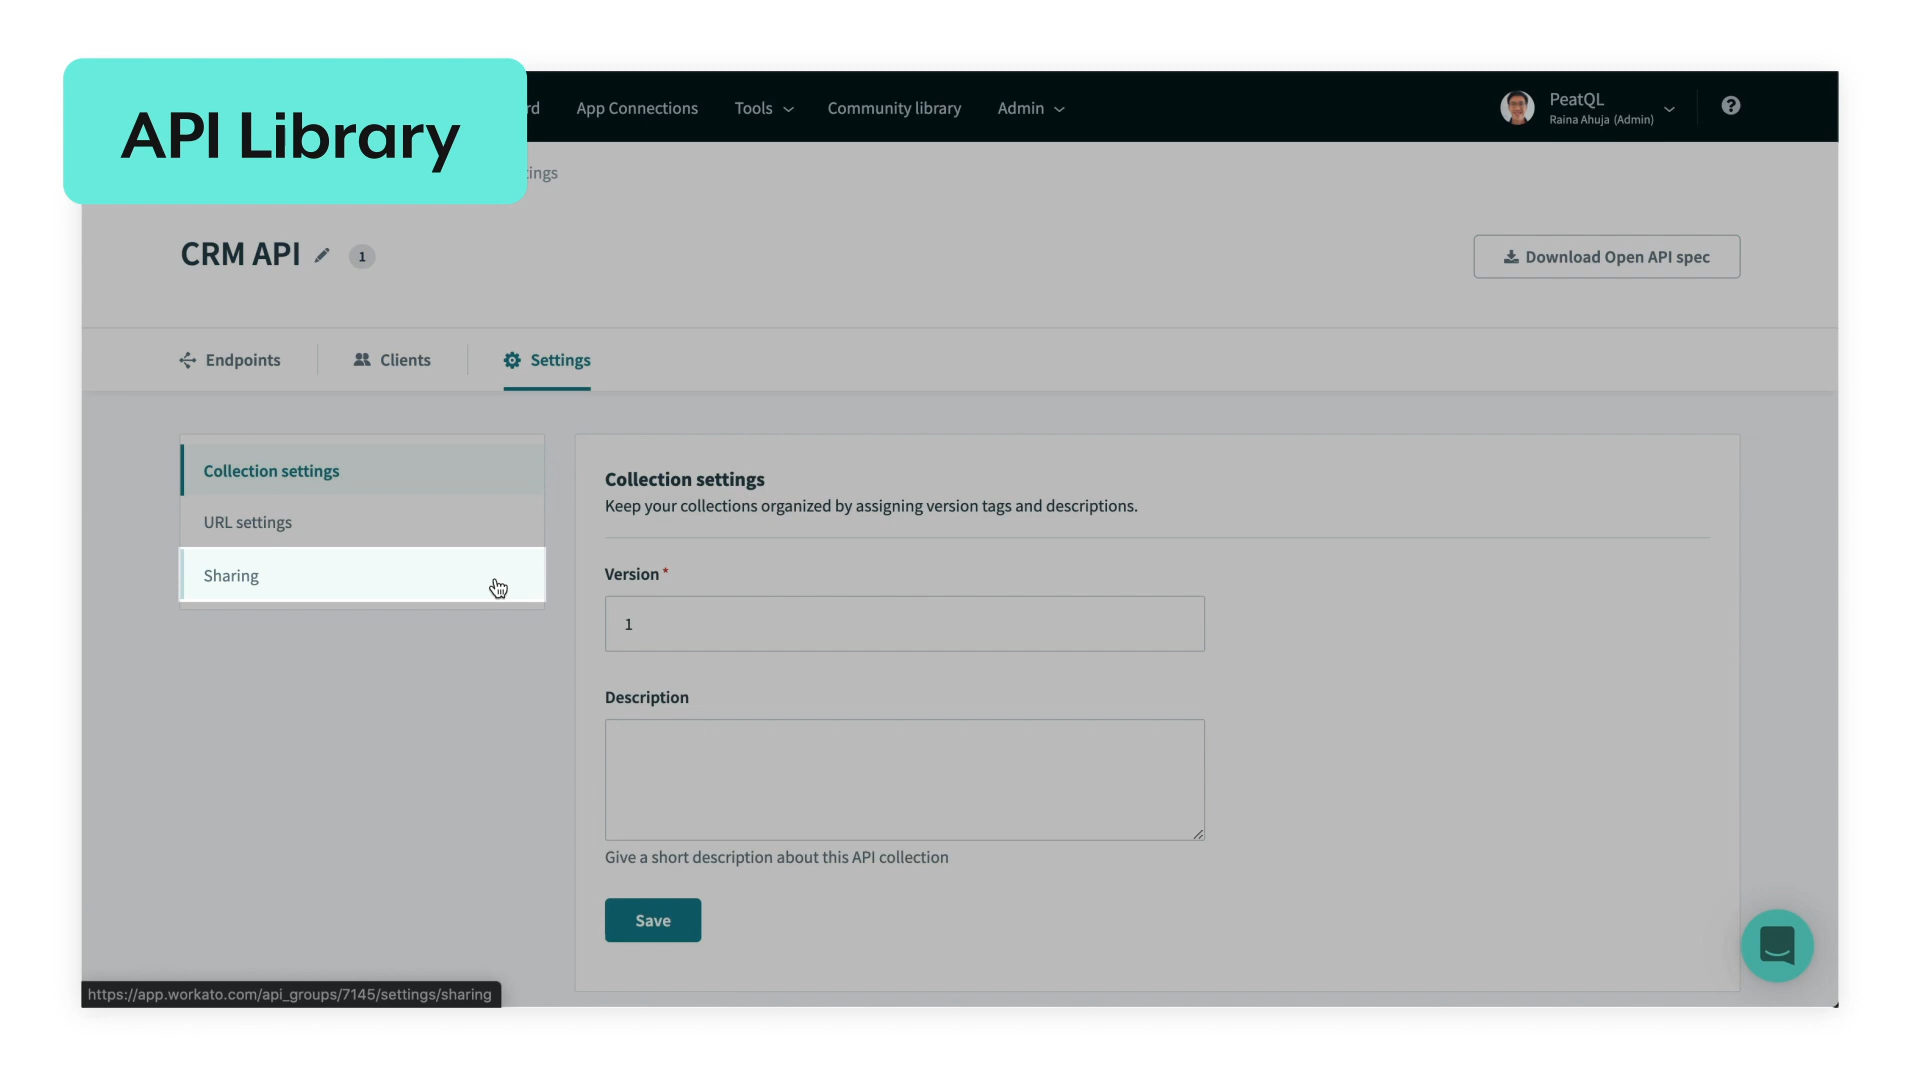 API Library
App Connections
Tools
Community library
Admin
PeatQL
Raina Ahuja (Admin)
CRM API
1
Download Open API spec
Endpoints
Clients
Settings
Collection settings
URL settings
Sharing
Collection settings
Keep your collections organized by assigning version tags and descriptions.
Version *
1
Description
Give a short description about this API collection
Save
https://app.workato.com/api_groups/7145/settings/sharing